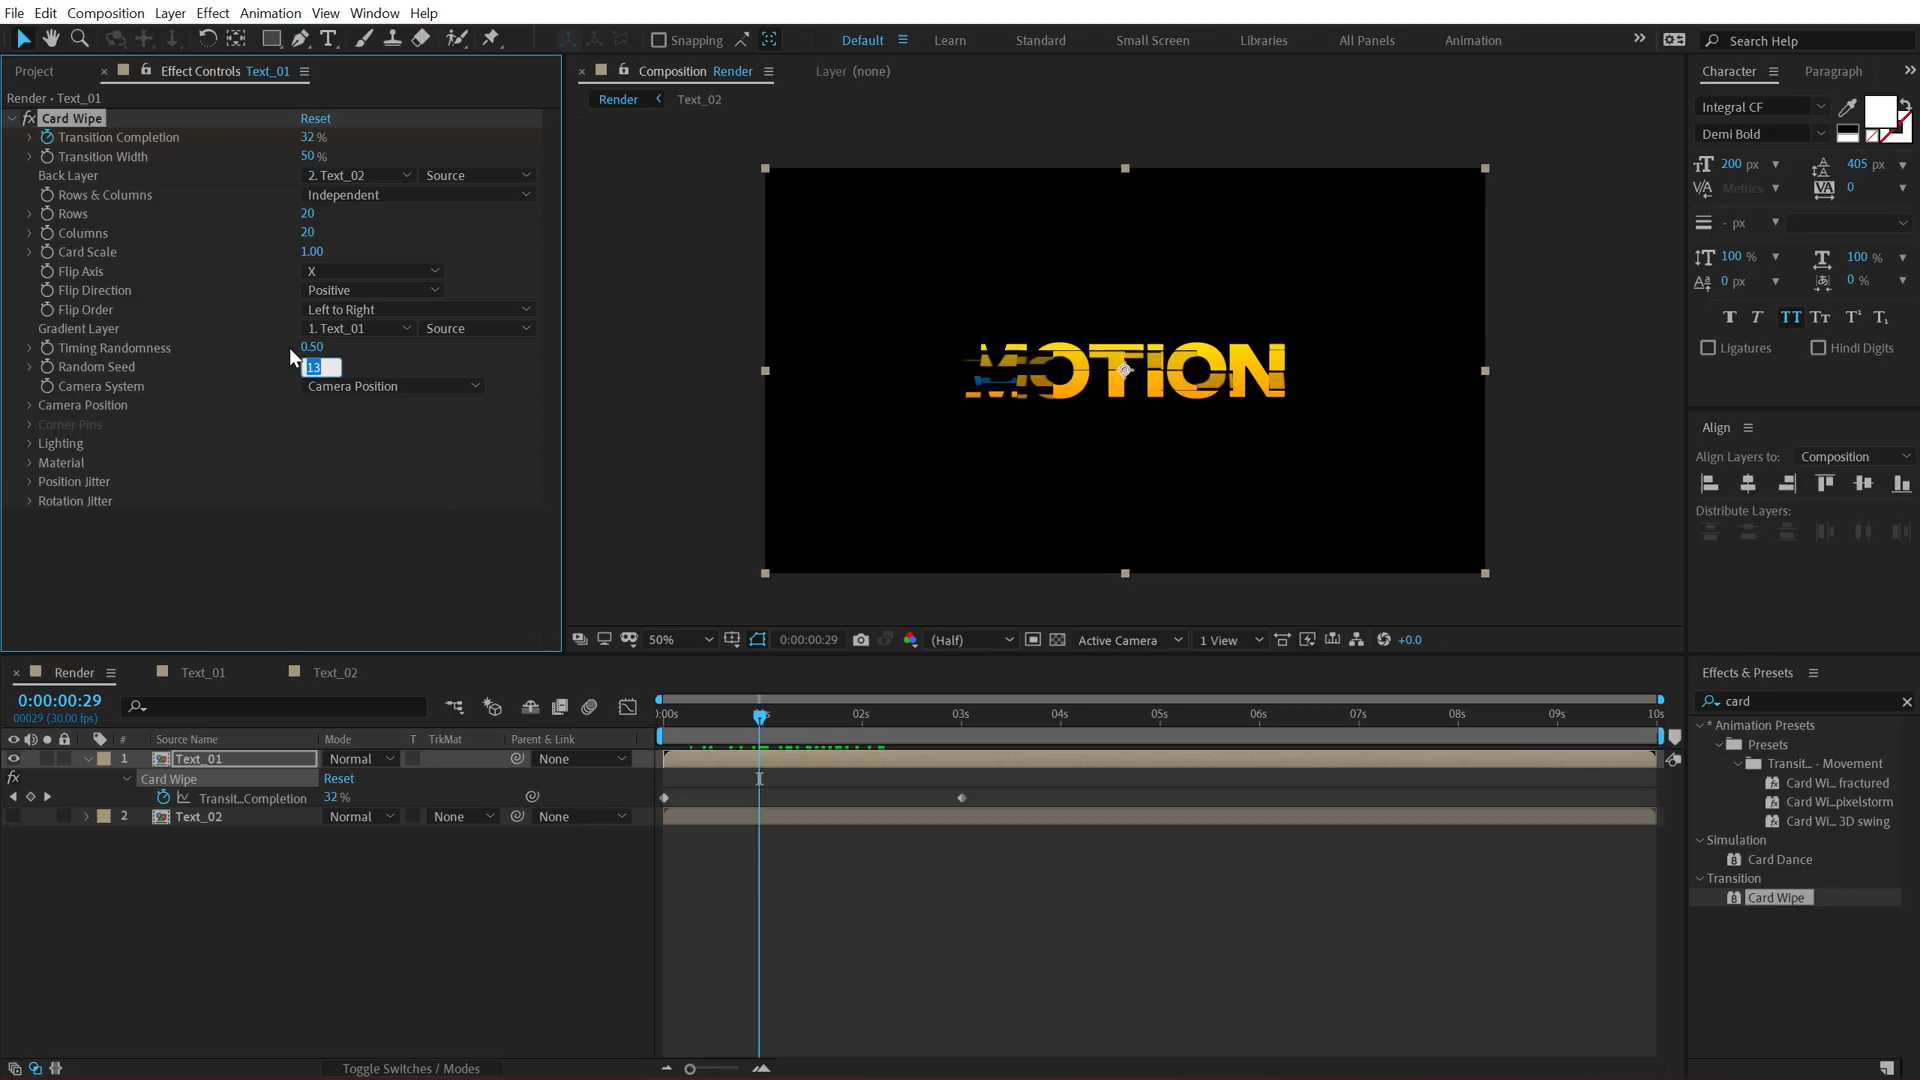 File Edit Composition Layer Effect Animation View Window Help
Snapping Default Learn Standard Small Screen Libraries All Panels Animation Search Help
Project Effect Controls Text_01
Render • Text_01
fx Card Wipe Reset
Transition Completion 32 %
Transition Width 50 %
Back Layer 2. Text_02 Source
Rows & Columns Independent
Rows 20
Columns 20
Card Scale 1.00
Flip Axis X
Flip Direction Positive
Flip Order Left to Right
Gradient Layer 1. Text_01 Source
Timing Randomness 0.50
Random Seed 13
Camera System Camera Position
Camera Position
Corner Pins
Lighting
Material
Position Jitter
Rotation Jitter
Composition Render Layer (none)
Render Text_02
MOTION
50% 0:00:00:29 (Half) Active Camera 1 View +0.0
Character Paragraph
Integral CF
Demi Bold
200 px 405 px
Metrics 0
- px
100 % 100 %
0 px 0 %
T T TT Tт T¹ T₁
Ligatures Hindi Digits
Align
Align Layers to: Composition
Distribute Layers:
Render Text_01 Text_02
0:00:00:29
00029 (30.00 fps)
# Source Name Mode T TrkMat Parent & Link
1 Text_01 Normal None
fx Card Wipe Reset
Transit...Completion 32 %
2 Text_02 Normal None None
Toggle Switches / Modes
0:00s 02s 03s 04s 05s 06s 07s 08s 09s 10s
Effects & Presets
card
* Animation Presets
Presets
Transit... - Movement
Card Wi... fractured
Card Wi...pixelstorm
Card Wi... 3D swing
Simulation
Card Dance
Transition
Card Wipe